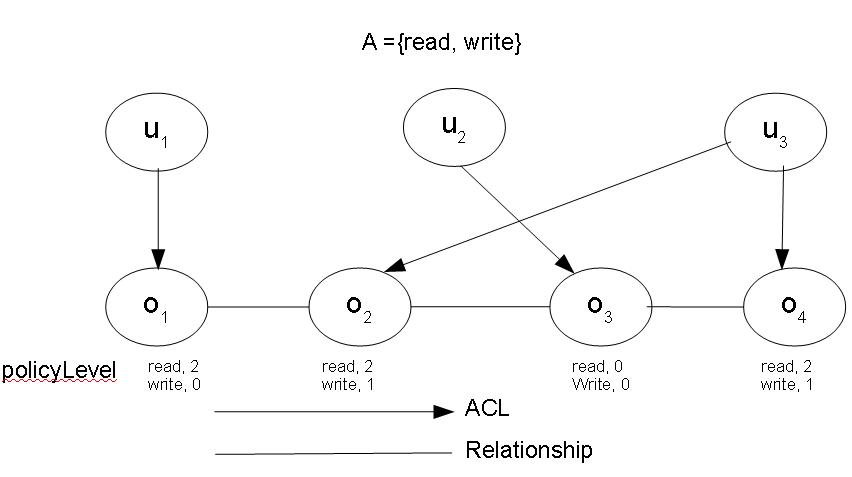 A ={read, write}
u1
u2
u3
o1
o2
o3
o4
policyLevel
read, 2
write, 0
read, 2
write, 1
read, 0
Write, 0
read, 2
write, 1
ACL
Relationship